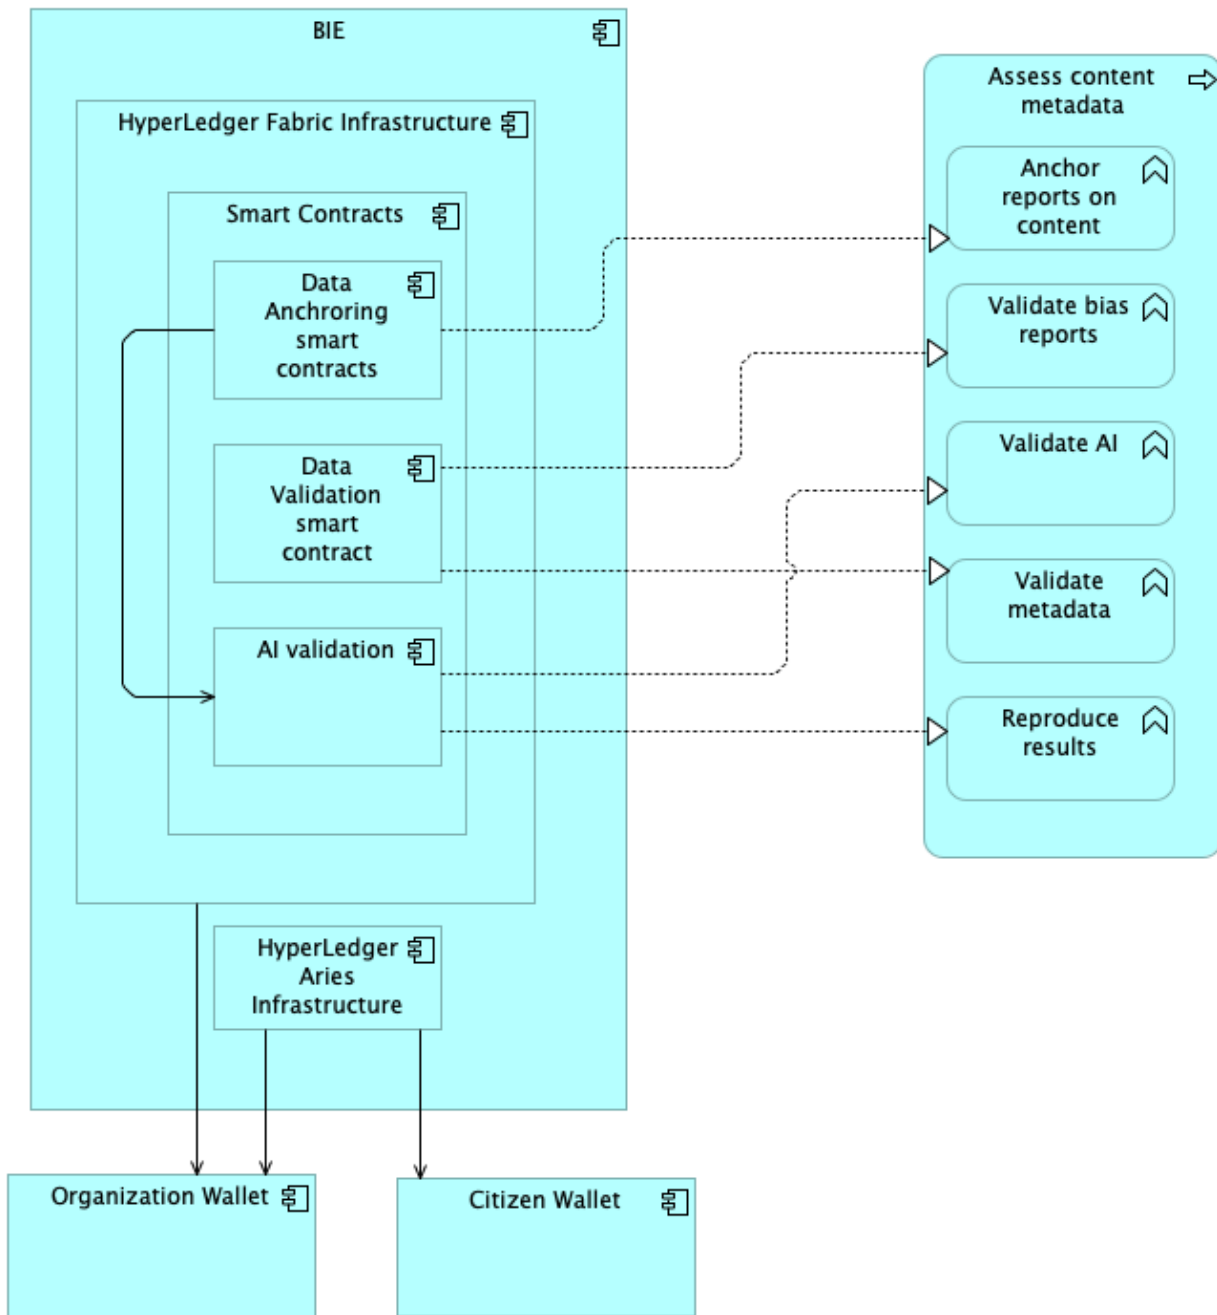 BIE
HyperLedger Fabric Infrastructure
Smart Contracts
Data
Anchroring
smart
contracts
Data
Validation
smart
contract
AI validation
HyperLedger
Aries
Infrastructure
Organization Wallet
Citizen Wallet
Assess content
metadata
Anchor
reports on
content
Validate bias
reports
Validate AI
Validate
metadata
Reproduce
results